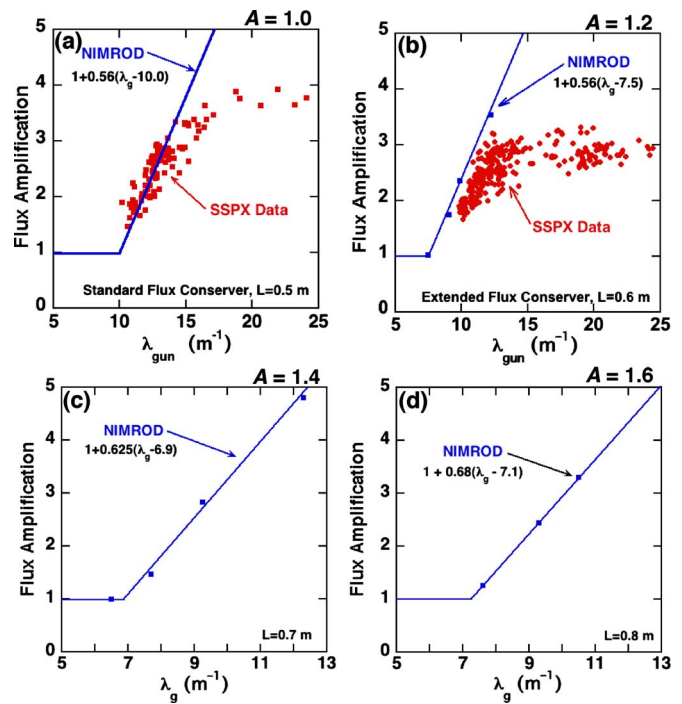 A = 1.0
(a)
NIMROD
1+0.56(λg-10.0)
SSPX Data
Standard Flux Conserver, L=0.5 m
Flux Amplification
0
1
2
3
4
5
5
10
15
20
25
λgun (m⁻¹)
A = 1.2
(b)
NIMROD
1+0.56(λg-7.5)
SSPX Data
Extended Flux Conserver, L=0.6 m
Flux Amplification
0
1
2
3
4
5
5
10
15
20
25
λgun (m⁻¹)
A = 1.4
(c)
NIMROD
1+0.625(λg-6.9)
L=0.7 m
Flux Amplification
0
1
2
3
4
5
5
7
9
11
13
λg (m⁻¹)
A = 1.6
(d)
NIMROD
1 + 0.68(λg - 7.1)
L=0.8 m
Flux Amplification
0
1
2
3
4
5
5
7
9
11
13
λg (m⁻¹)